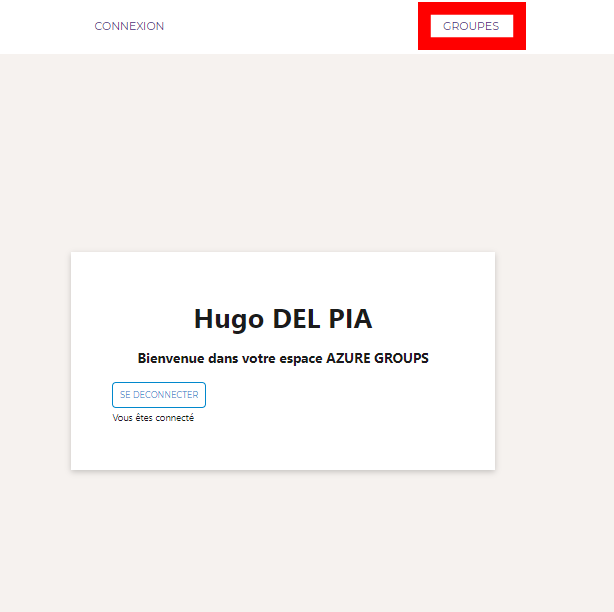 CONNEXION GROUPES
Hugo DEL PIA
Bienvenue dans votre espace AZURE GROUPS
SE DECONNECTER
Vous êtes connecté